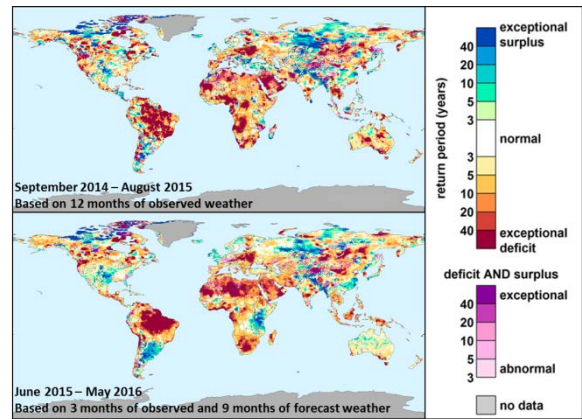 September 2014 – August 2015
Based on 12 months of observed weather
June 2015 – May 2016
Based on 3 months of observed and 9 months of forecast weather
return period (years)
exceptional
surplus
40
20
10
5
3
normal
3
5
10
20
40
exceptional
deficit
deficit AND surplus
exceptional
40
20
10
5
3
abnormal
no data